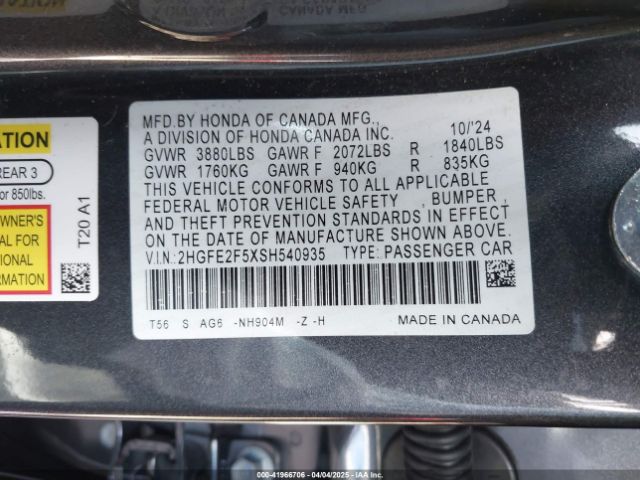 CANADA MFG.
MFD.BY HONDA OF CANADA MFG.,
A DIVISION OF HONDA CANADA INC. 10/'24
GVWR 3880LBS GAWR F 2072LBS R 1840LBS
GVWR 1760KG GAWR F 940KG R 835KG
THIS VEHICLE CONFORMS TO ALL APPLICABLE
FEDERAL MOTOR VEHICLE SAFETY , BUMPER,
AND THEFT PREVENTION STANDARDS IN EFFECT
ON THE DATE OF MANUFACTURE SHOWN ABOVE.
V.I.N.: 2HGFE2F5XSH540935 TYPE: PASSENGER CAR
T56 S AG6 -NH904M -Z -H MADE IN CANADA
ATION
REAR 3
or 850lbs.
OWNER'S
AL FOR
IONAL
RMATION
T20 A1
000-41966706 - 04/04/2025 - IAA Inc.